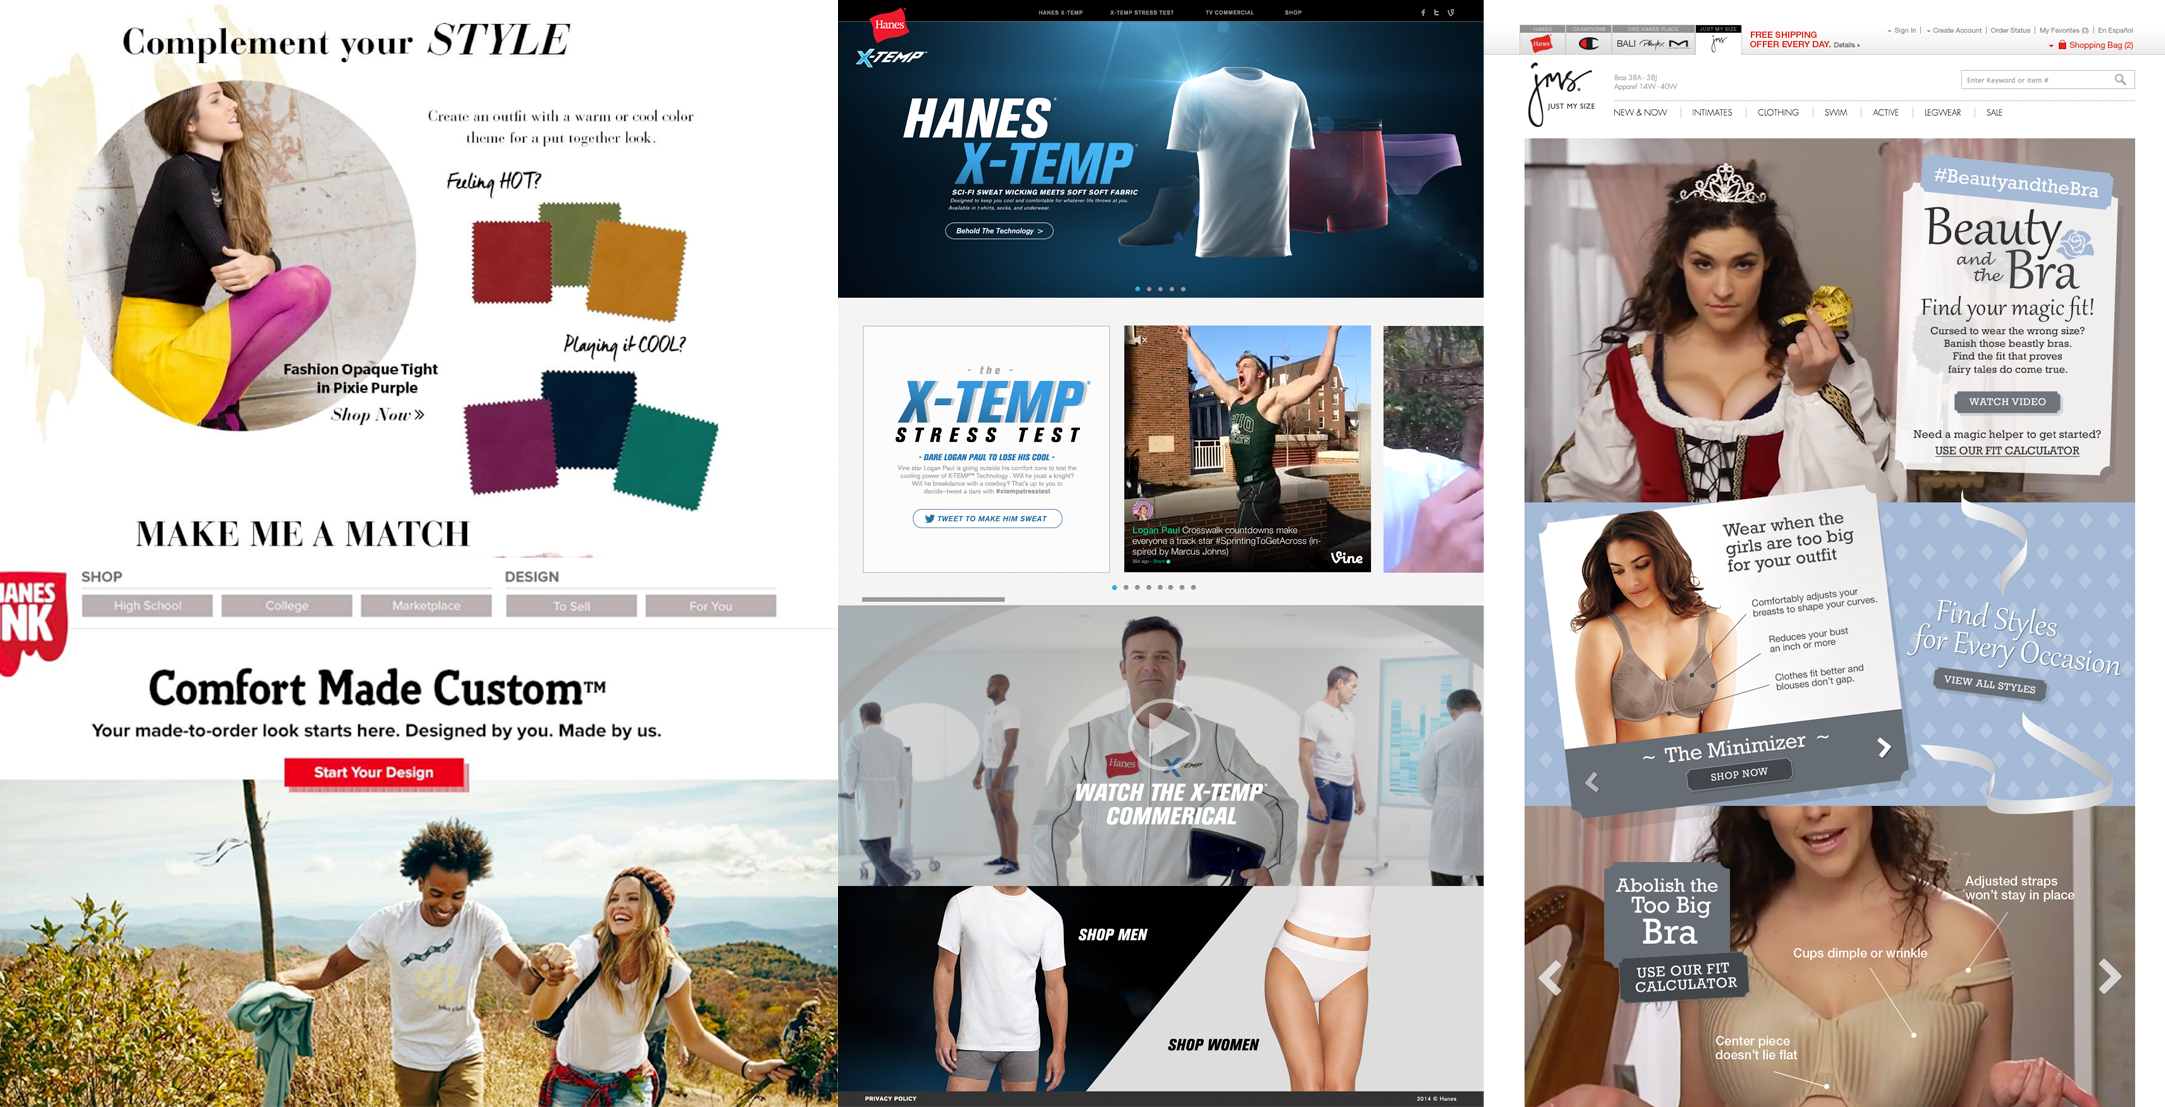 Complement your STYLE
Create an outfit with a warm or cool color
theme for a put together look.
Feeling HOT?
Playing it COOL?
Fashion Opaque Tight
in Pixie Purple
Shop Now »
MAKE ME A MATCH
HANES
INK
SHOP
High School
College
Marketplace
DESIGN
To Sell
For You
Comfort Made Custom™
Your made-to-order look starts here. Designed by you. Made by us.
Start Your Design
off
+on
bike club
Hanes
X-TEMP™
HANES X-TEMP
X-TEMP STRESS TEST
TV COMMERCIAL
SHOP
HANES®
X-TEMP®
SCI-FI SWEAT WICKING MEETS SOFT SOFT FABRIC
Designed to keep you cool and comfortable for whatever life throws at you.
Available in t-shirts, socks, and underwear.
Behold The Technology >
- the -
X-TEMP®
STRESS TEST
- DARE LOGAN PAUL TO LOSE HIS COOL -
Vine star Logan Paul is going outside his comfort zone to test the
cooling power of X-TEMP™ Technology. Will he joust a knight?
Will he breakdance with a cowboy? That's up to you to
decide–tweet a dare with #xtempstresstest
TWEET TO MAKE HIM SWEAT
OHIO
Logan Paul Crosswalk countdowns make
everyone a track star #SprintingToGetAcross (in-
spired by Marcus Johns)
Vine
Hanes
X-TEMP
WATCH THE X-TEMP®
COMMERICAL
SHOP MEN
SHOP WOMEN
PRIVACY POLICY
2014 © Hanes
HANES
CHAMPIONS
ONE HANES PLACE
JUST MY SIZE
Hanes
BALI
Playtex
jms
FREE SHIPPING
OFFER EVERY DAY. Details
Sign In
Create Account
Order Status
My Favorites (0)
En Español
Shopping Bag (2)
jms.
JUST MY SIZE
Bras 38A - 58J
Apparel 14W - 40W
Enter Keyword or item #
NEW & NOW
INTIMATES
CLOTHING
SWIM
ACTIVE
LEGWEAR
SALE
#BeautyandtheBra
Beauty
and
the Bra
Find your magic fit!
Cursed to wear the wrong size?
Banish those beastly bras.
Find the fit that proves
fairy tales do come true.
WATCH VIDEO
Need a magic helper to get started?
USE OUR FIT CALCULATOR
Wear when the
girls are too big
for your outfit
Comfortably adjusts your
breasts to shape your curves.
Reduces your bust
an inch or more
Clothes fit better and
blouses don't gap.
~ The Minimizer ~
SHOP NOW
Find Styles
for Every Occasion
VIEW ALL STYLES
Abolish the
Too Big
Bra
USE OUR FIT
CALCULATOR
Adjusted straps
won't stay in place
Cups dimple or wrinkle
Center piece
doesn't lie flat